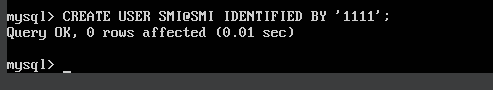 mysql> CREATE USER SMI@SMI IDENTIFIED BY '1111';
Query OK, 0 rows affected (0.01 sec)
mysql> _